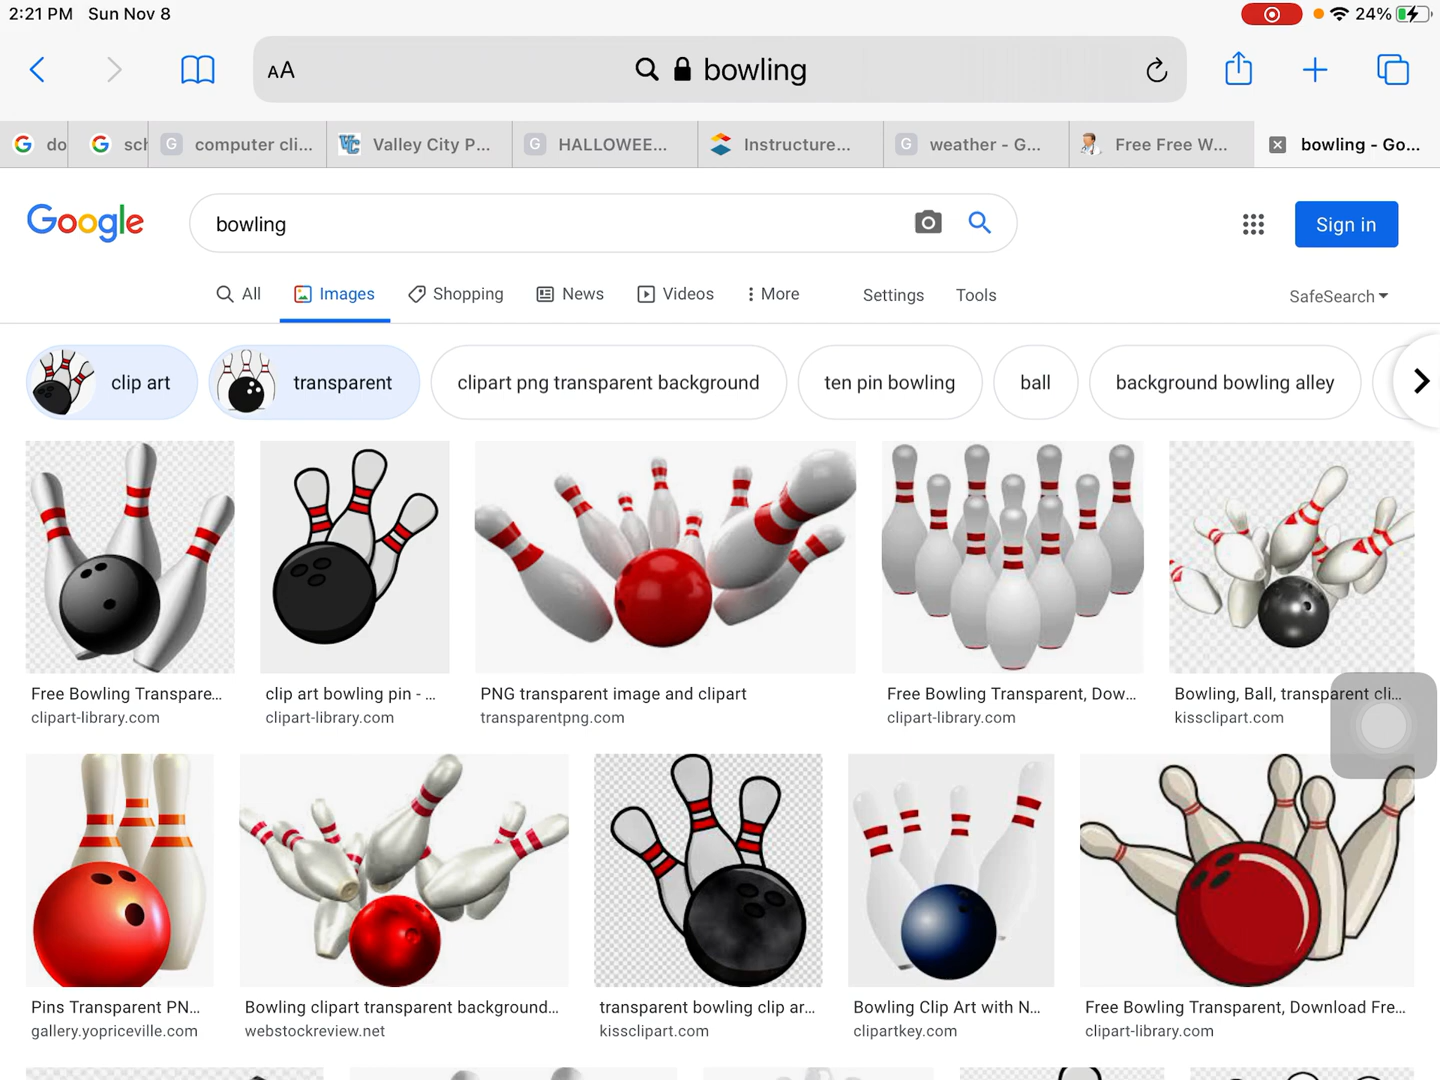 2:21 PM Sun Nov 8 24%
AA bowling
do sch computer cli... Valley City P... HALLOWEE... Instructure... weather - G... Free Free W... bowling - Go...
Google bowling Sign in
All Images Shopping News Videos More Settings Tools SafeSearch
clip art transparent clipart png transparent background ten pin bowling ball background bowling alley
Free Bowling Transpare... clip art bowling pin - ... PNG transparent image and clipart Free Bowling Transparent, Dow... Bowling, Ball, transparent cli...
clipart-library.com clipart-library.com transparentpng.com clipart-library.com kissclipart.com
Pins Transparent PN... Bowling clipart transparent background... transparent bowling clip ar... Bowling Clip Art with N... Free Bowling Transparent, Download Fre...
gallery.yopriceville.com webstockreview.net kissclipart.com clipartkey.com clipart-library.com